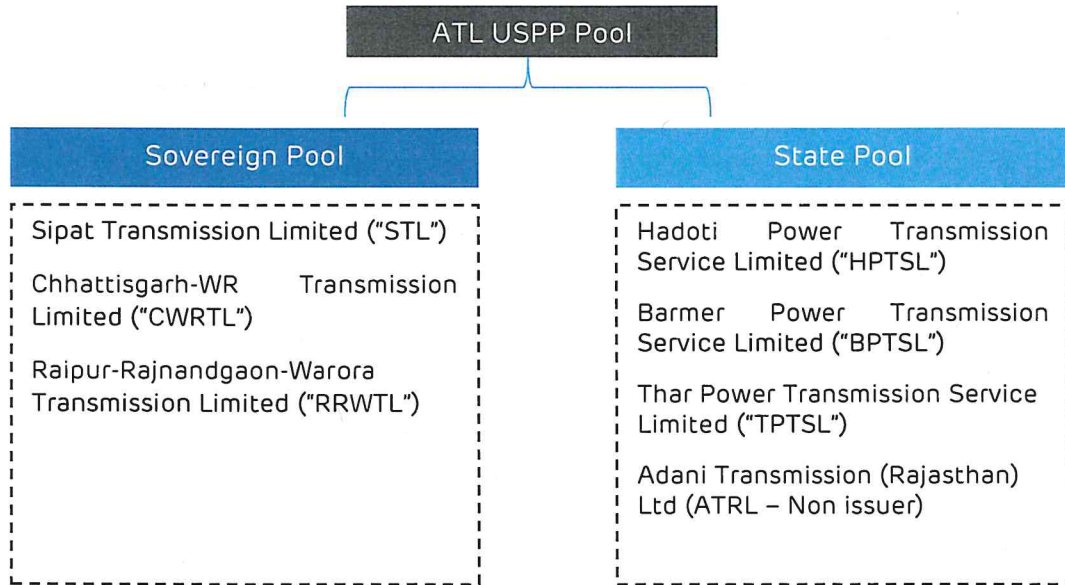 ATL USPP Pool
Sovereign Pool
Sipat Transmission Limited ("STL")
Chhattisgarh-WR Transmission
Limited ("CWRTL")
Raipur-Rajnandgaon-Warora
Transmission Limited ("RRWTL")
State Pool
Hadoti Power Transmission
Service Limited ("HPTSL")
Barmer Power Transmission
Service Limited ("BPTSL")
Thar Power Transmission Service
Limited ("TPTSL")
Adani Transmission (Rajasthan)
Ltd (ATRL – Non issuer)